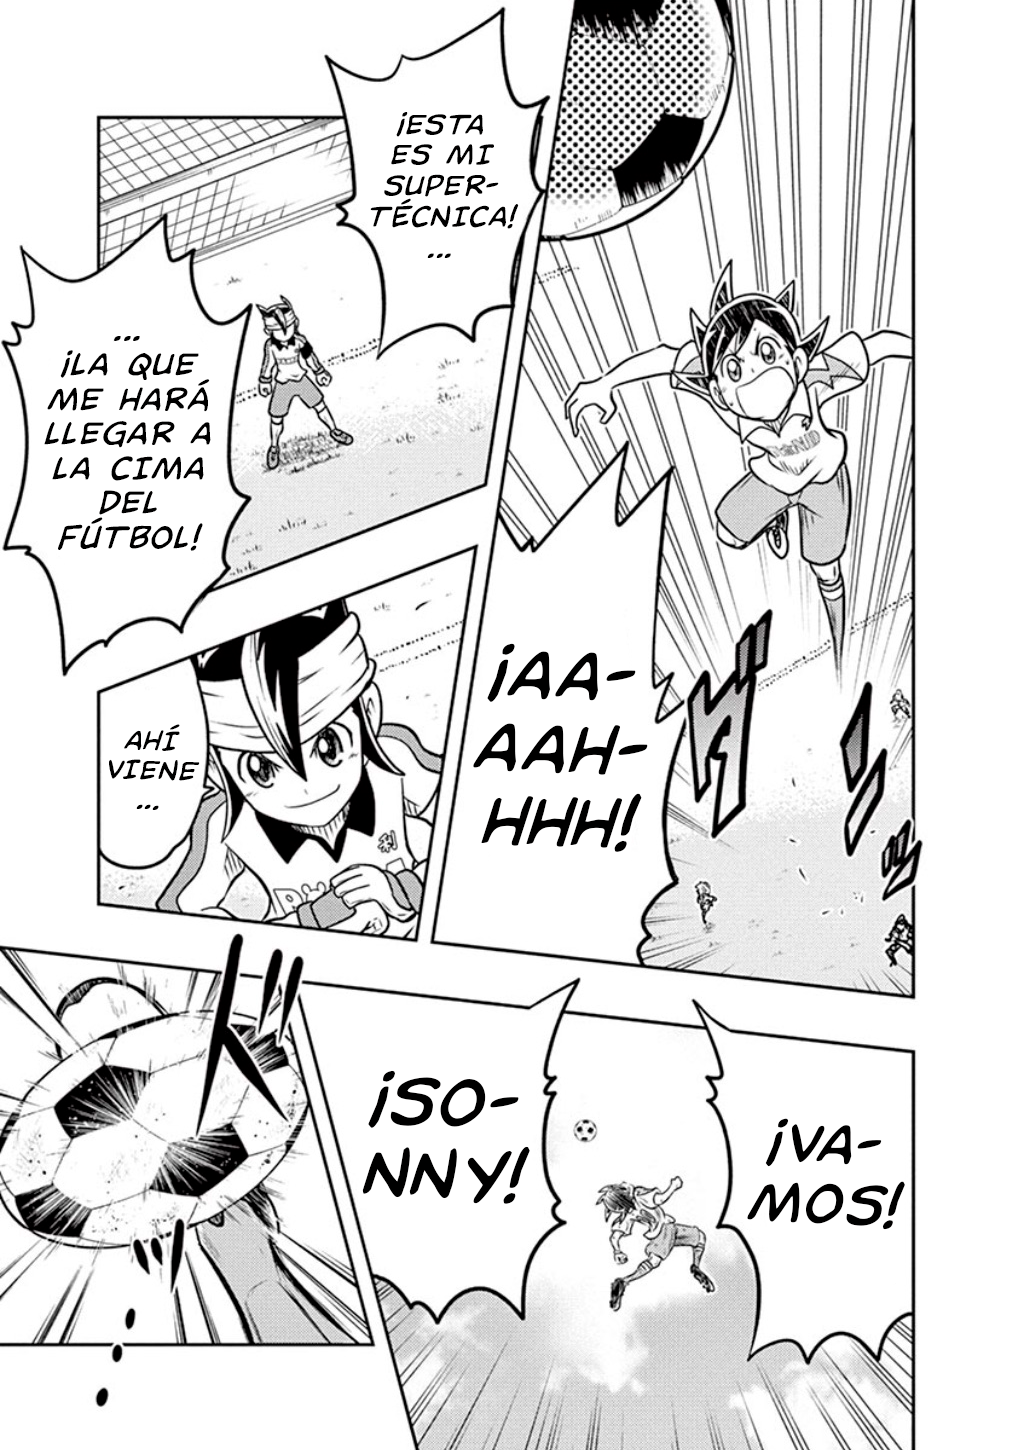 ¡AA-
AAH-
HHH!
¡ESTA
ES MI
SUPER-
TÉCNICA!
...
...
¡LA QUE
ME HARÁ
LLEGAR A
LA CIMA
DEL
FÚTBOL!
AHÍ
VIENE
...
利
¡VA-
MOS!
¡SO-
NNY!